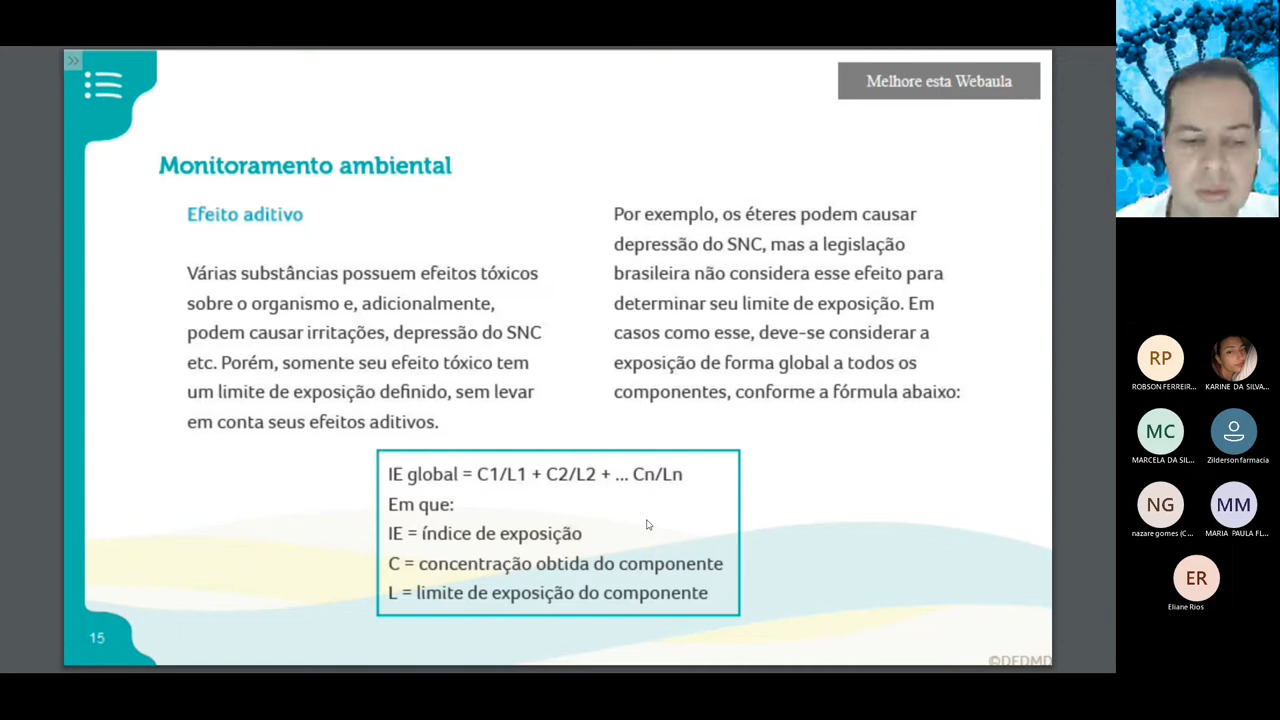 Melhore esta Webaula
Monitoramento ambiental
Efeito aditivo
Várias substâncias possuem efeitos tóxicos
sobre o organismo e, adicionalmente,
podem causar irritações, depressão do SNC
etc. Porém, somente seu efeito tóxico tem
um limite de exposição definido, sem levar
em conta seus efeitos aditivos.
Por exemplo, os éteres podem causar
depressão do SNC, mas a legislação
brasileira não considera esse efeito para
determinar seu limite de exposição. Em
casos como esse, deve-se considerar a
exposição de forma global a todos os
componentes, conforme a fórmula abaixo:
IE global = C1/L1 + C2/L2 + ... Cn/Ln
Em que:
IE = índice de exposição
C = concentração obtida do componente
L = limite de exposição do componente
15
©DEDMD
RP
ROBSON FERREIR...
KARINE DA SILVA...
MC
MARCELA DA SIL...
Zilderson farmacia
NG
nazare gomes (C...
MM
MARIA PAULA FL...
ER
Eliane Rios